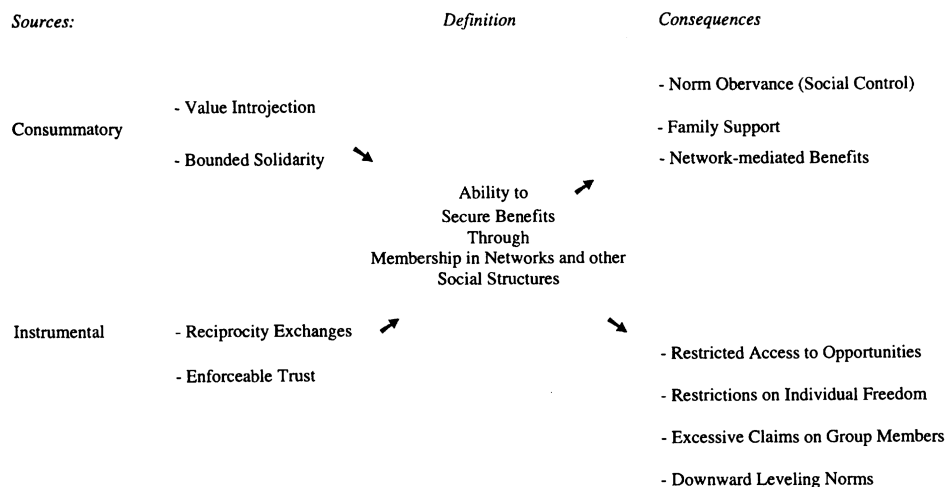 Sources:
Definition
Consequences
Consummatory
- Value Introjection
- Bounded Solidarity
Instrumental
- Reciprocity Exchanges
- Enforceable Trust
Ability to
Secure Benefits
Through
Membership in Networks and other
Social Structures
- Norm Obervance (Social Control)
- Family Support
- Network-mediated Benefits
- Restricted Access to Opportunities
- Restrictions on Individual Freedom
- Excessive Claims on Group Members
- Downward Leveling Norms